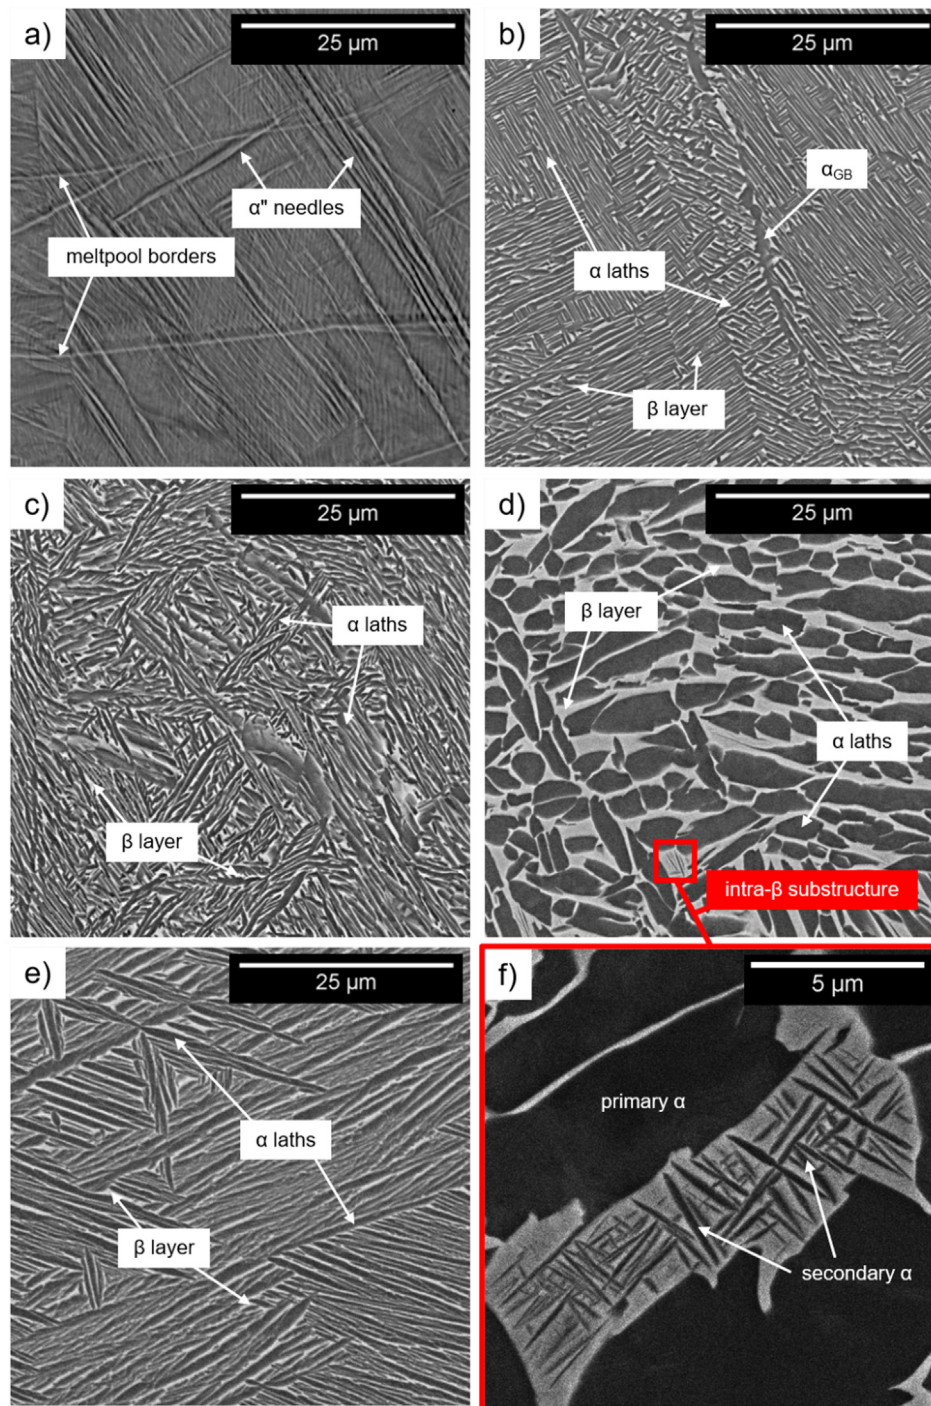 a)
25 µm
α" needles
meltpool borders
b)
25 µm
α_GB
α laths
β layer
c)
25 µm
α laths
β layer
d)
25 µm
β layer
α laths
intra-β substructure
e)
25 µm
α laths
β layer
f)
5 µm
primary α
secondary α